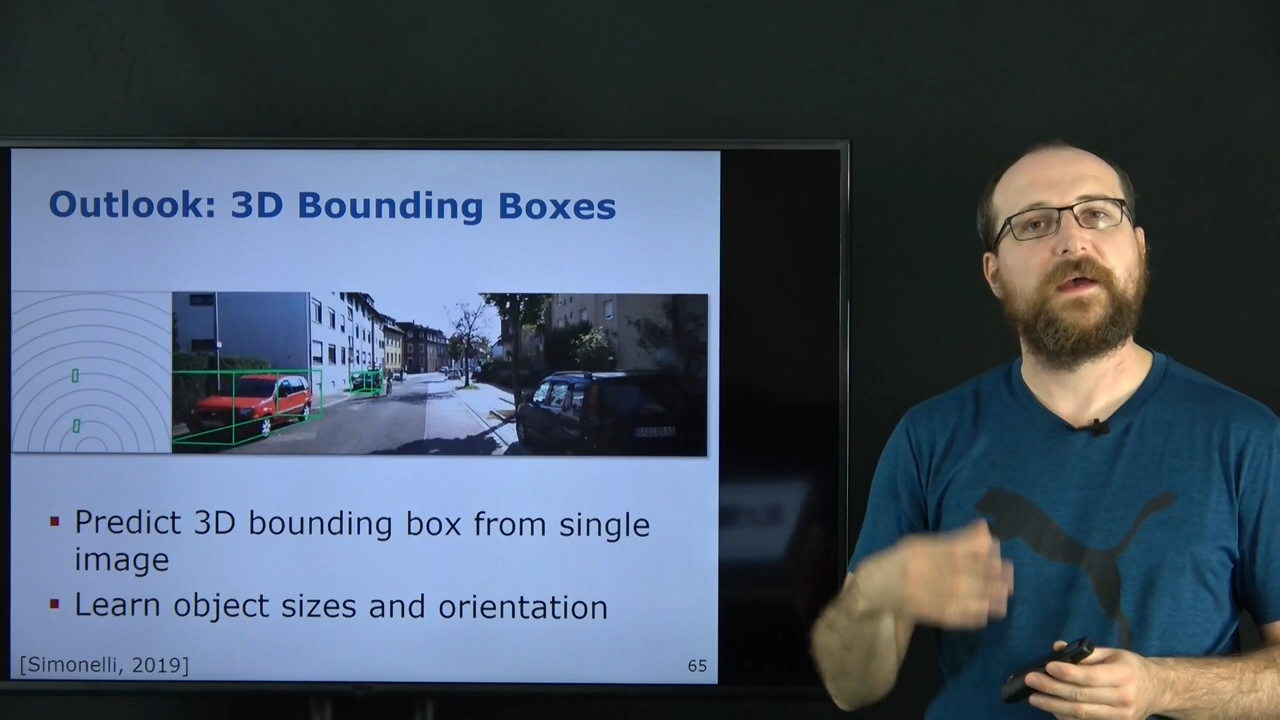 Outlook: 3D Bounding Boxes
Predict 3D bounding box from single
image
Learn object sizes and orientation
[Simonelli, 2019]
65